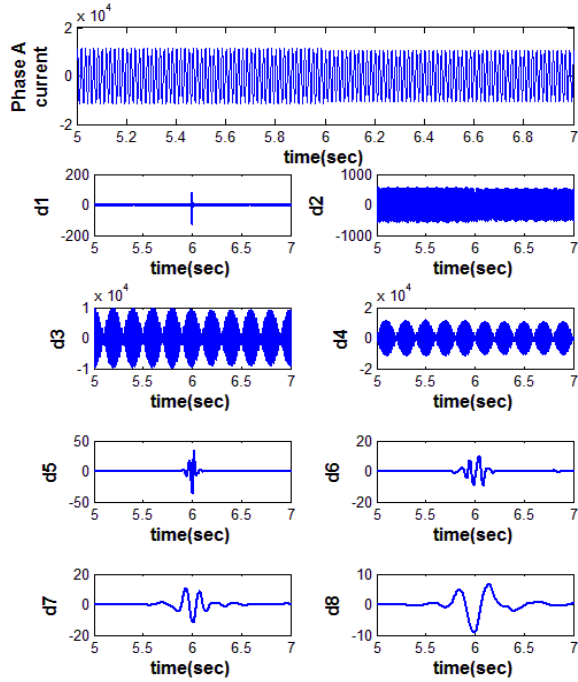 x 10^4
Phase A
current
2
0
-2
5 5.2 5.4 5.6 5.8 6 6.2 6.4 6.6 6.8 7
time(sec)
d1
200
0
-200
5 5.5 6 6.5 7
time(sec)
d2
1000
0
-1000
5 5.5 6 6.5 7
time(sec)
x 10^4
d3
1
0
-1
5 5.5 6 6.5 7
time(sec)
x 10^4
d4
2
0
-2
5 5.5 6 6.5 7
time(sec)
d5
50
0
-50
5 5.5 6 6.5 7
time(sec)
d6
20
0
-20
5 5.5 6 6.5 7
time(sec)
d7
20
0
-20
5 5.5 6 6.5 7
time(sec)
d8
10
0
-10
5 5.5 6 6.5 7
time(sec)